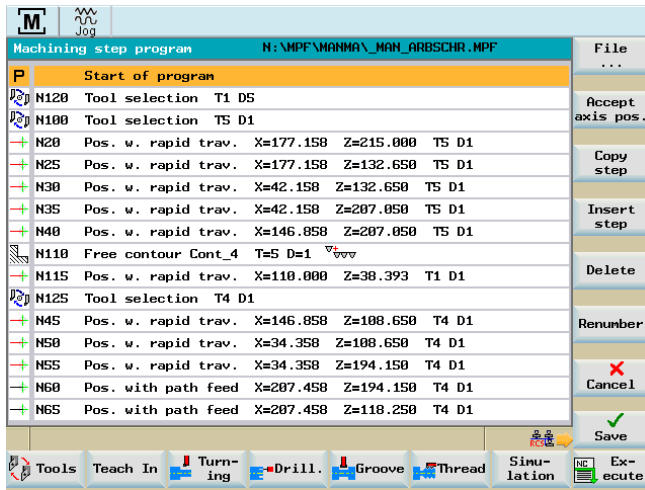 M
Jog
Machining step program N:\MPF\MANMA\_MAN_ARBSCHR.MPF
P Start of program
N120 Tool selection T1 D5
N100 Tool selection T5 D1
N20 Pos. w. rapid trav. X=177.158 Z=215.000 T5 D1
N25 Pos. w. rapid trav. X=177.158 Z=132.650 T5 D1
N30 Pos. w. rapid trav. X=42.158 Z=132.650 T5 D1
N35 Pos. w. rapid trav. X=42.158 Z=207.050 T5 D1
N40 Pos. w. rapid trav. X=146.858 Z=207.050 T5 D1
N110 Free contour Cont_4 T=5 D=1
N115 Pos. w. rapid trav. X=110.000 Z=38.393 T1 D1
N125 Tool selection T4 D1
N45 Pos. w. rapid trav. X=146.858 Z=108.650 T4 D1
N50 Pos. w. rapid trav. X=34.358 Z=108.650 T4 D1
N55 Pos. w. rapid trav. X=34.358 Z=194.150 T4 D1
N60 Pos. with path feed X=207.458 Z=194.150 T4 D1
N65 Pos. with path feed X=207.458 Z=118.250 T4 D1
File
...
Accept
axis pos.
Copy
step
Insert
step
Delete
Renumber
Cancel
Save
RCS
Tools
Teach In
Turn-
ing
Drill.
Groove
Thread
Simu-
lation
NC Ex-
ecute